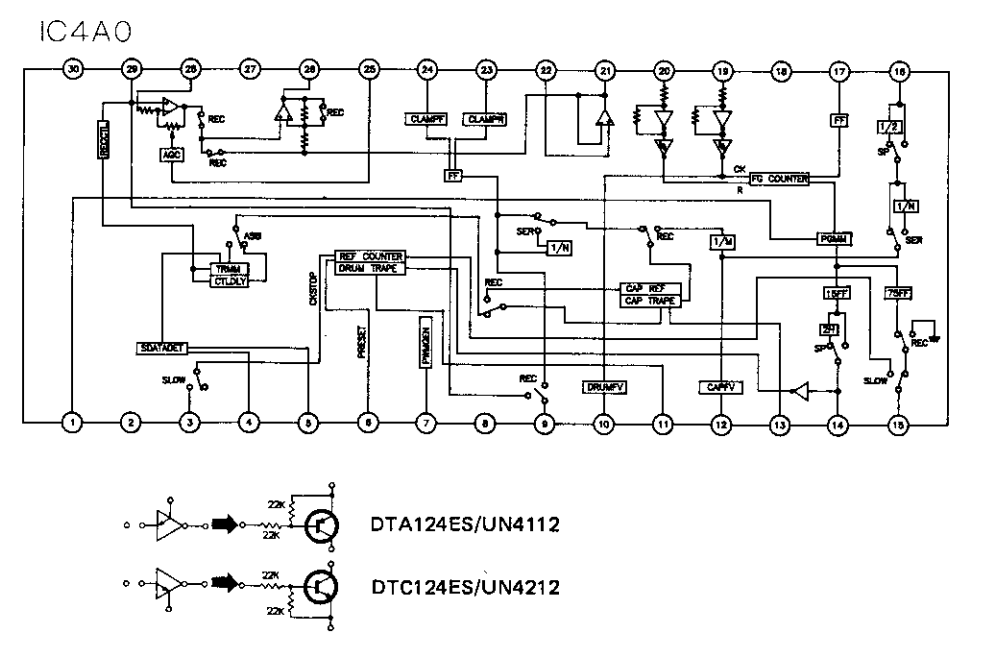 IC4A0
30 29 28 27 26 25 24 23 22 21 20 19 18 17 16
RECCTL
REC
REC
AGC
REC
CLAMPF
CLAMPR
FF
FF
1/2
SP
CK
R
FG COUNTER
1/N
SER
ASB
TRMM
CTLDLY
REF COUNTER
DRUM TRAPE
CKSTOP
PRESET
SER
1/N
REC
1/M
PGMM
REC
CAP REF
CAP TRAPE
15FF
75FF
2H
SP
REC
SDATADET
SLOW
PWMGEN
REC
DRUMFV
CAPFV
SLOW
1 2 3 4 5 6 7 8 9 10 11 12 13 14 15
22K
22K
DTA124ES/UN4112
22K
22K
DTC124ES/UN4212